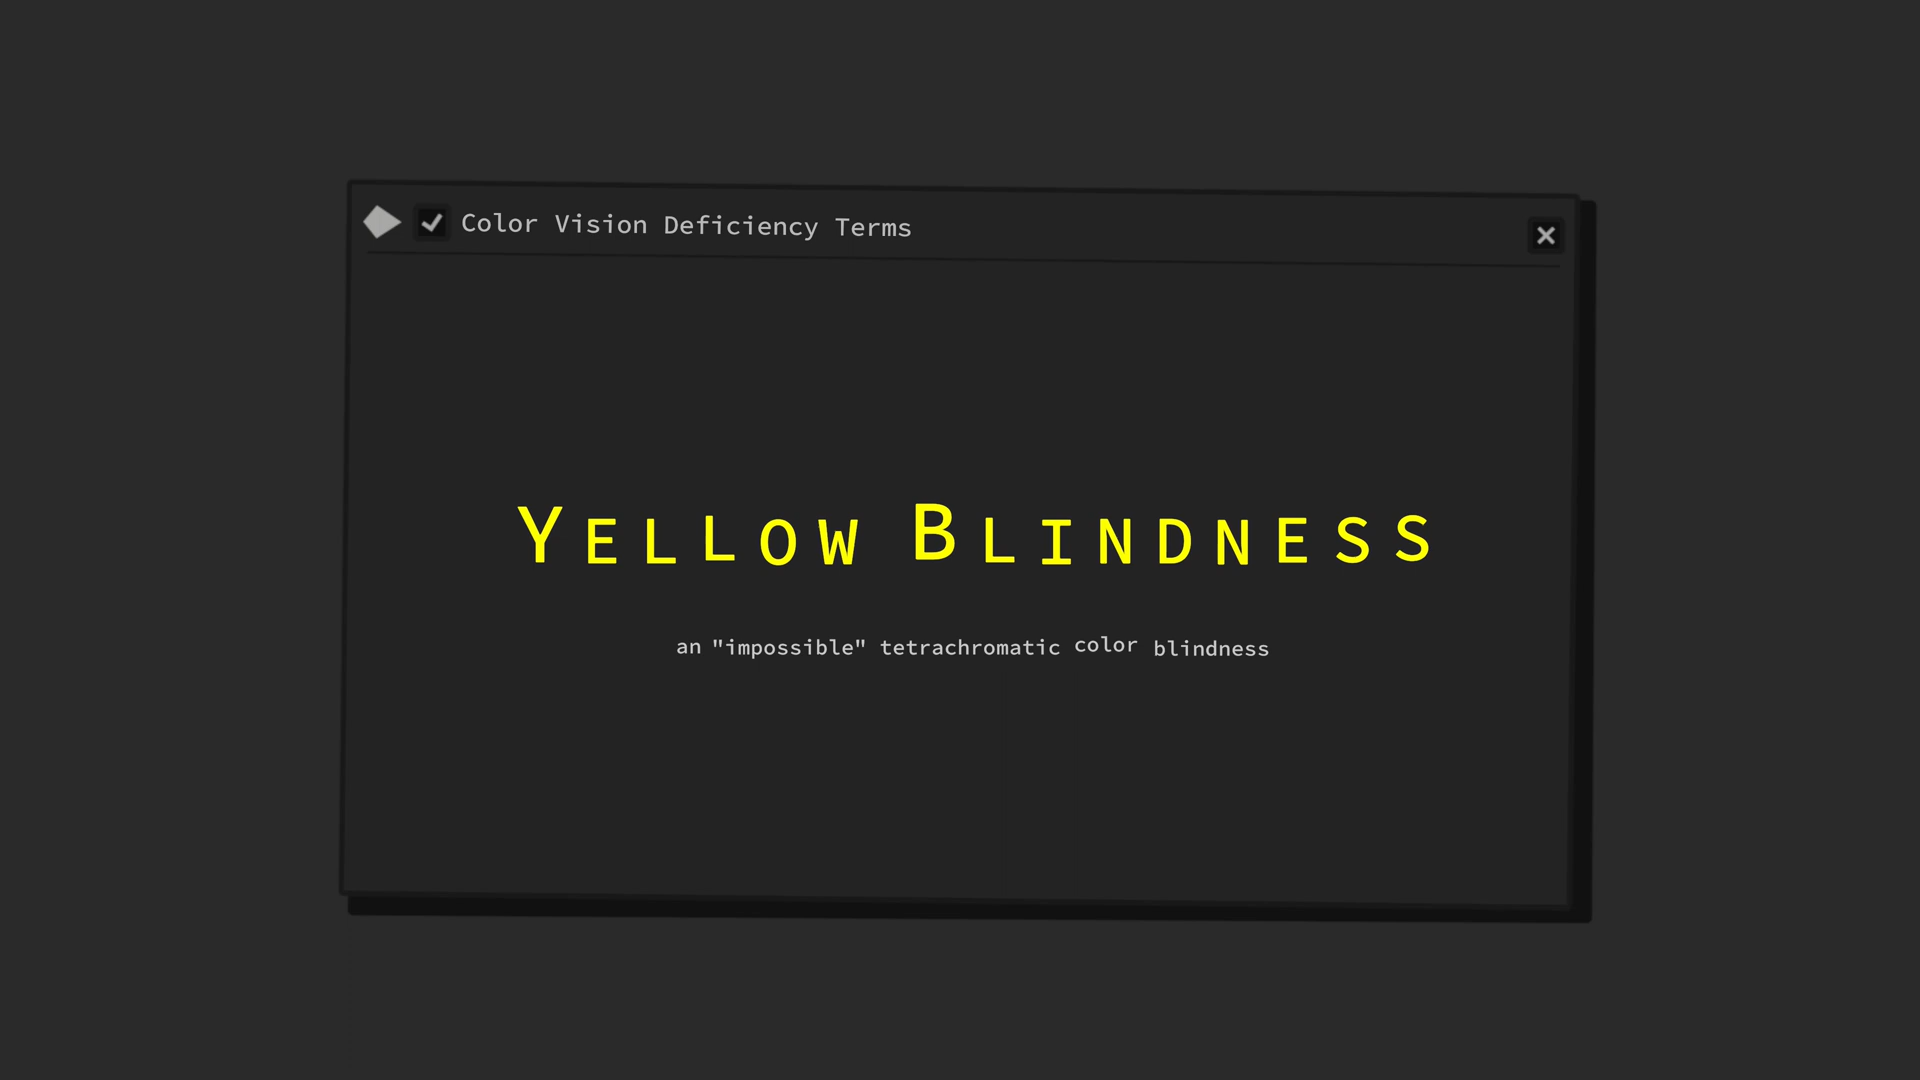 Color Vision Deficiency Terms
Yellow Blindness
an "impossible" tetrachromatic color blindness